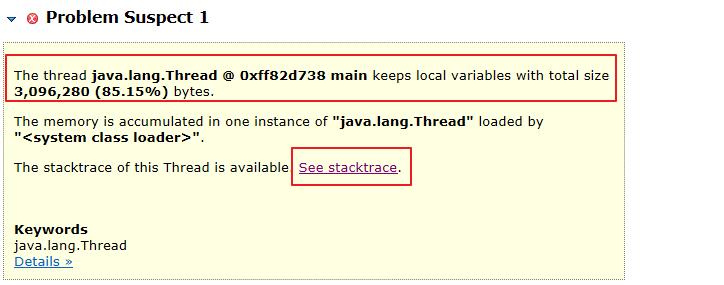 Problem Suspect 1
The thread java.lang.Thread @ 0xff82d738 main keeps local variables with total size
3,096,280 (85.15%) bytes.
The memory is accumulated in one instance of "java.lang.Thread" loaded by
"<system class loader>".
The stacktrace of this Thread is available. See stacktrace.
Keywords
java.lang.Thread
Details »